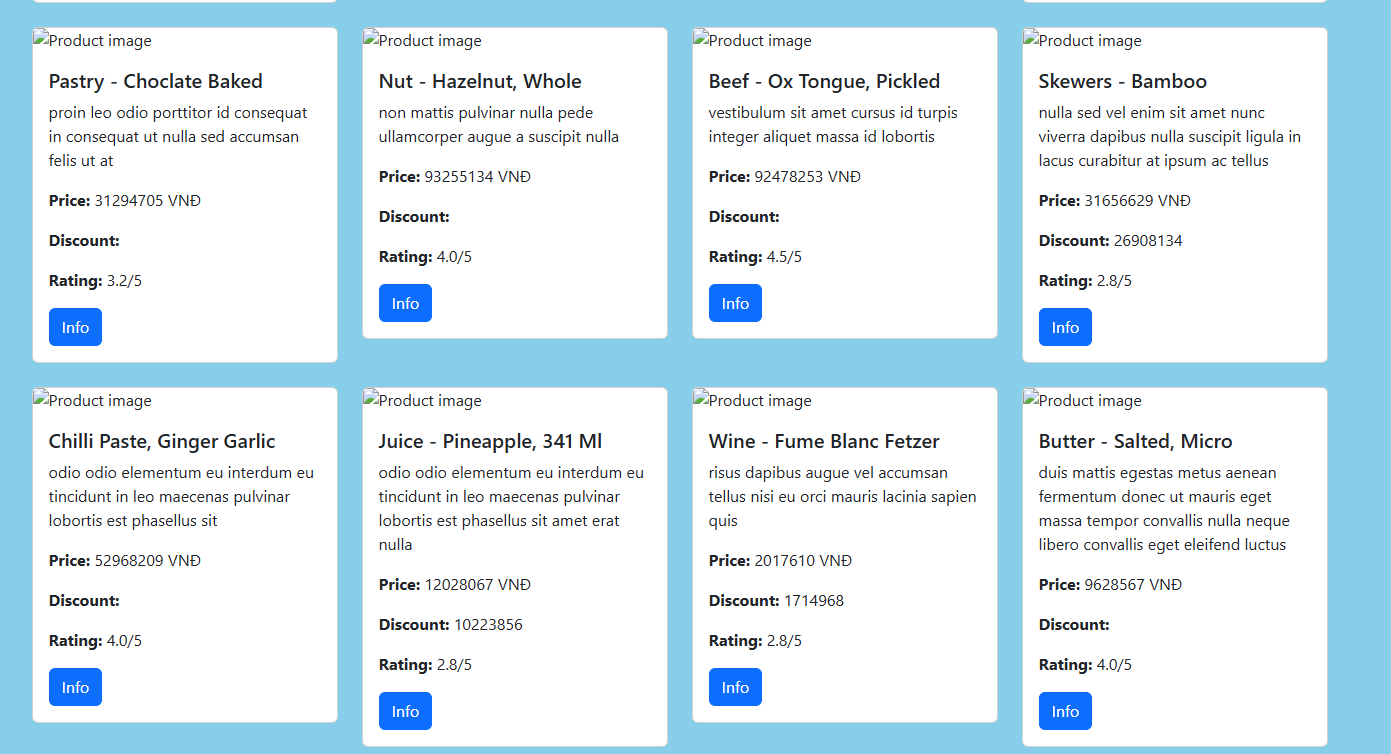 Product image
Pastry - Choclate Baked
proin leo odio porttitor id consequat
in consequat ut nulla sed accumsan
felis ut at
Price: 31294705 VNĐ
Discount:
Rating: 3.2/5
Info
Product image
Nut - Hazelnut, Whole
non mattis pulvinar nulla pede
ullamcorper augue a suscipit nulla
Price: 93255134 VNĐ
Discount:
Rating: 4.0/5
Info
Product image
Beef - Ox Tongue, Pickled
vestibulum sit amet cursus id turpis
integer aliquet massa id lobortis
Price: 92478253 VNĐ
Discount:
Rating: 4.5/5
Info
Product image
Skewers - Bamboo
nulla sed vel enim sit amet nunc
viverra dapibus nulla suscipit ligula in
lacus curabitur at ipsum ac tellus
Price: 31656629 VNĐ
Discount: 26908134
Rating: 2.8/5
Info
Product image
Chilli Paste, Ginger Garlic
odio odio elementum eu interdum eu
tincidunt in leo maecenas pulvinar
lobortis est phasellus sit
Price: 52968209 VNĐ
Discount:
Rating: 4.0/5
Info
Product image
Juice - Pineapple, 341 Ml
odio odio elementum eu interdum eu
tincidunt in leo maecenas pulvinar
lobortis est phasellus sit amet erat
nulla
Price: 12028067 VNĐ
Discount: 10223856
Rating: 2.8/5
Info
Product image
Wine - Fume Blanc Fetzer
risus dapibus augue vel accumsan
tellus nisi eu orci mauris lacinia sapien
quis
Price: 2017610 VNĐ
Discount: 1714968
Rating: 2.8/5
Info
Product image
Butter - Salted, Micro
duis mattis egestas metus aenean
fermentum donec ut mauris eget
massa tempor convallis nulla neque
libero convallis eget eleifend luctus
Price: 9628567 VNĐ
Discount:
Rating: 4.0/5
Info